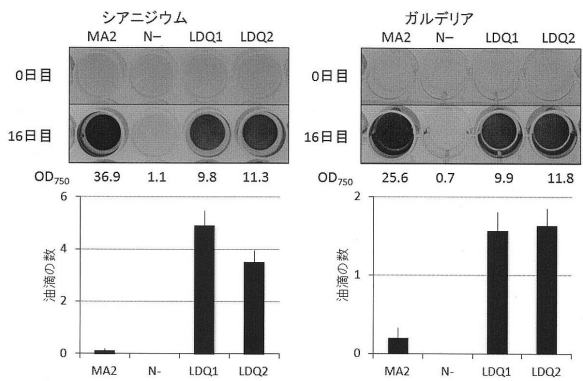 シアニジウム
MA2 N− LDQ1 LDQ2
0日目
16日目
OD750 36.9 1.1 9.8 11.3
6
4
2
0
油滴の数
MA2 N- LDQ1 LDQ2
ガルデリア
MA2 N− LDQ1 LDQ2
0日目
16日目
OD750 25.6 0.7 9.9 11.8
2
1
0
油滴の数
MA2 N- LDQ1 LDQ2